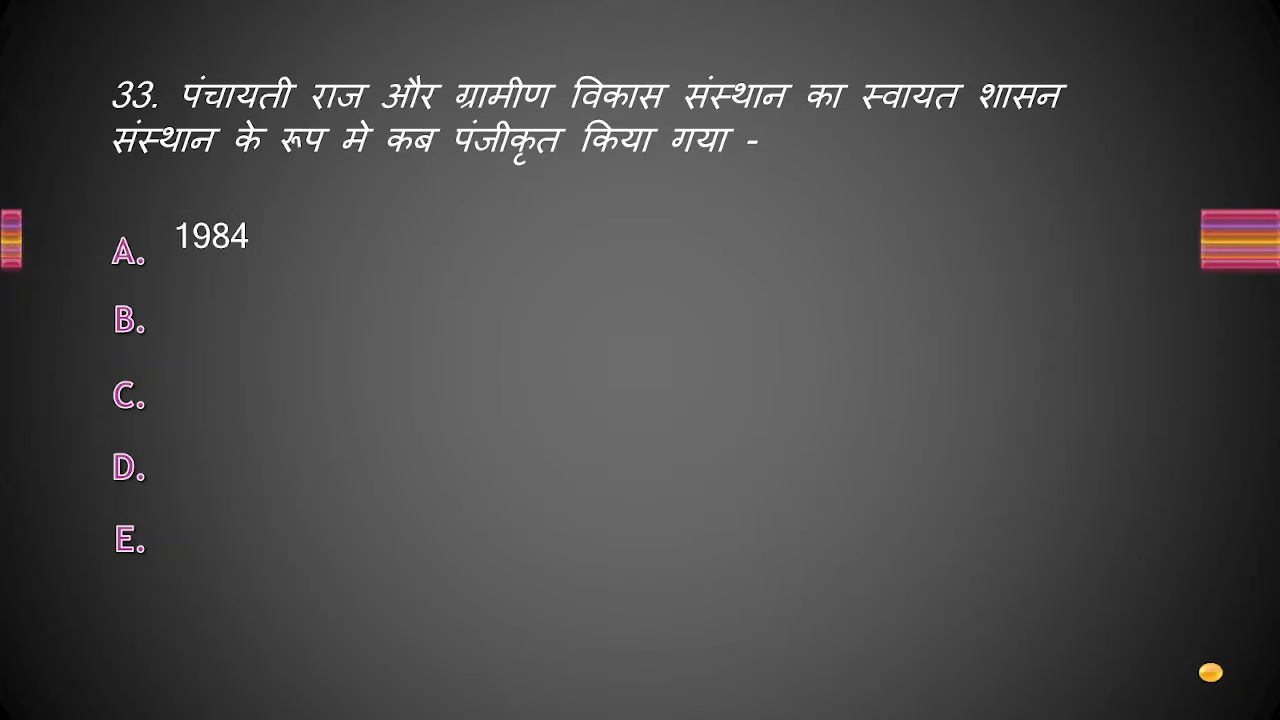 33. पंचायती राज और ग्रामीण विकास संस्थान का स्वायत शासन
संस्थान के रूप मे कब पंजीकृत किया गया -
A. 1984
B.
C.
D.
E.